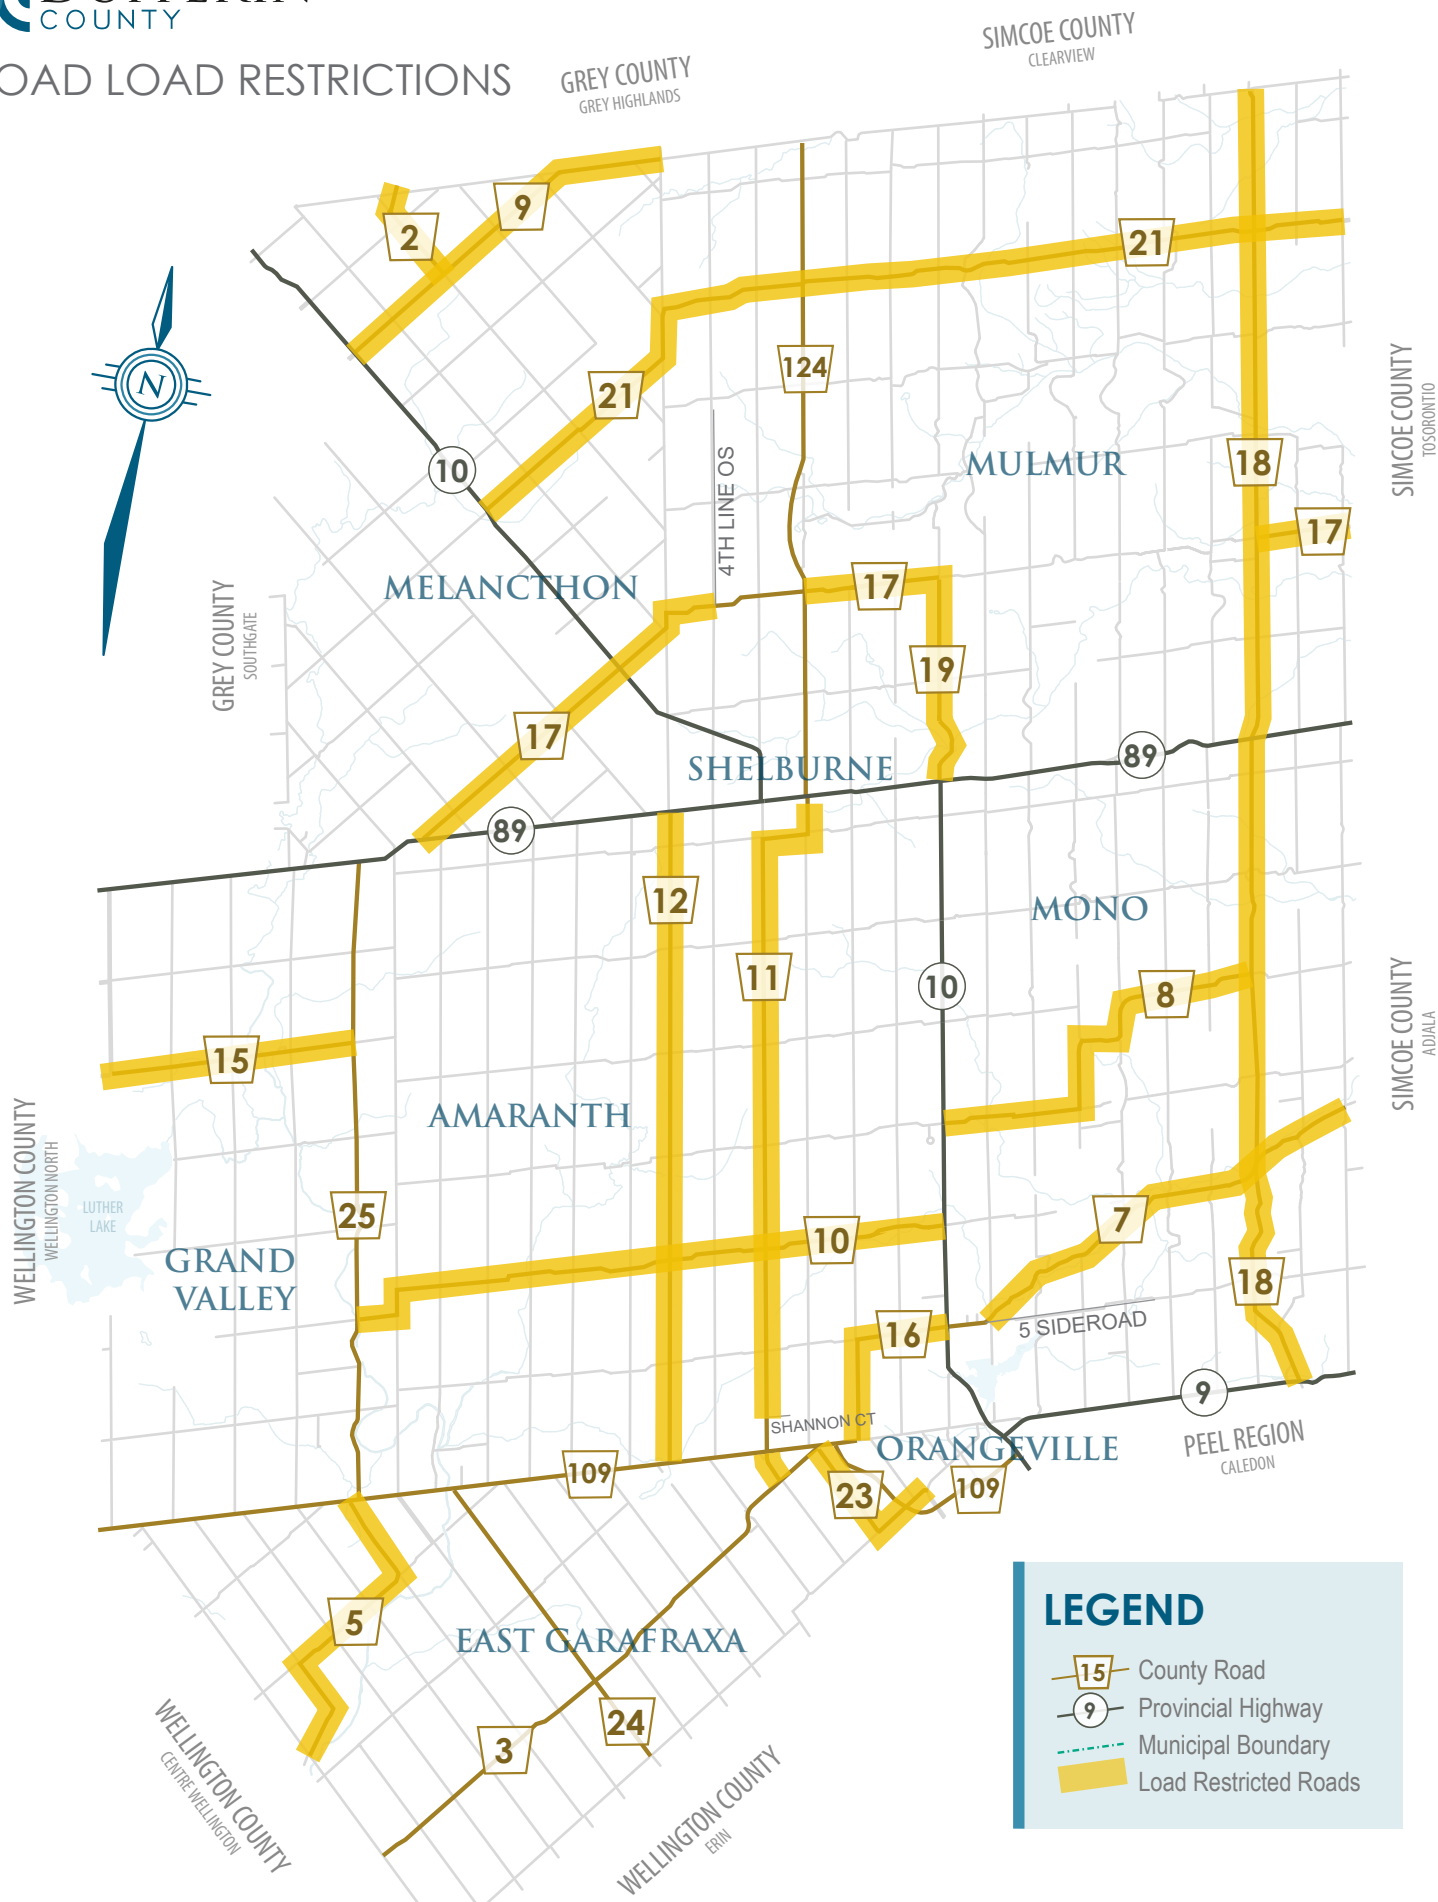 COUNTY
OAD LOAD RESTRICTIONS
GREY COUNTY
GREY HIGHLANDS
SIMCOE COUNTY
CLEARVIEW
9
2
21
N
124
21
SIMCOE COUNTY
TOSORONTIO
10
4TH LINE OS
MULMUR
18
17
MELANCTHON
17
GREY COUNTY
SOUTHGATE
19
17
SHELBURNE
89
89
12
MONO
11
10
8
SIMCOE COUNTY
ADJALA
15
AMARANTH
WELLINGTON COUNTY
WELLINGTON NORTH
LUTHER
LAKE
25
7
10
GRAND
VALLEY
18
16
5 SIDEROAD
9
SHANNON CT
ORANGEVILLE
PEEL REGION
CALEDON
109
23
109
5
EAST GARAFRAXA
24
3
WELLINGTON COUNTY
CENTRE WELLINGTON
WELLINGTON COUNTY
ERIN
LEGEND
15 County Road
9 Provincial Highway
Municipal Boundary
Load Restricted Roads